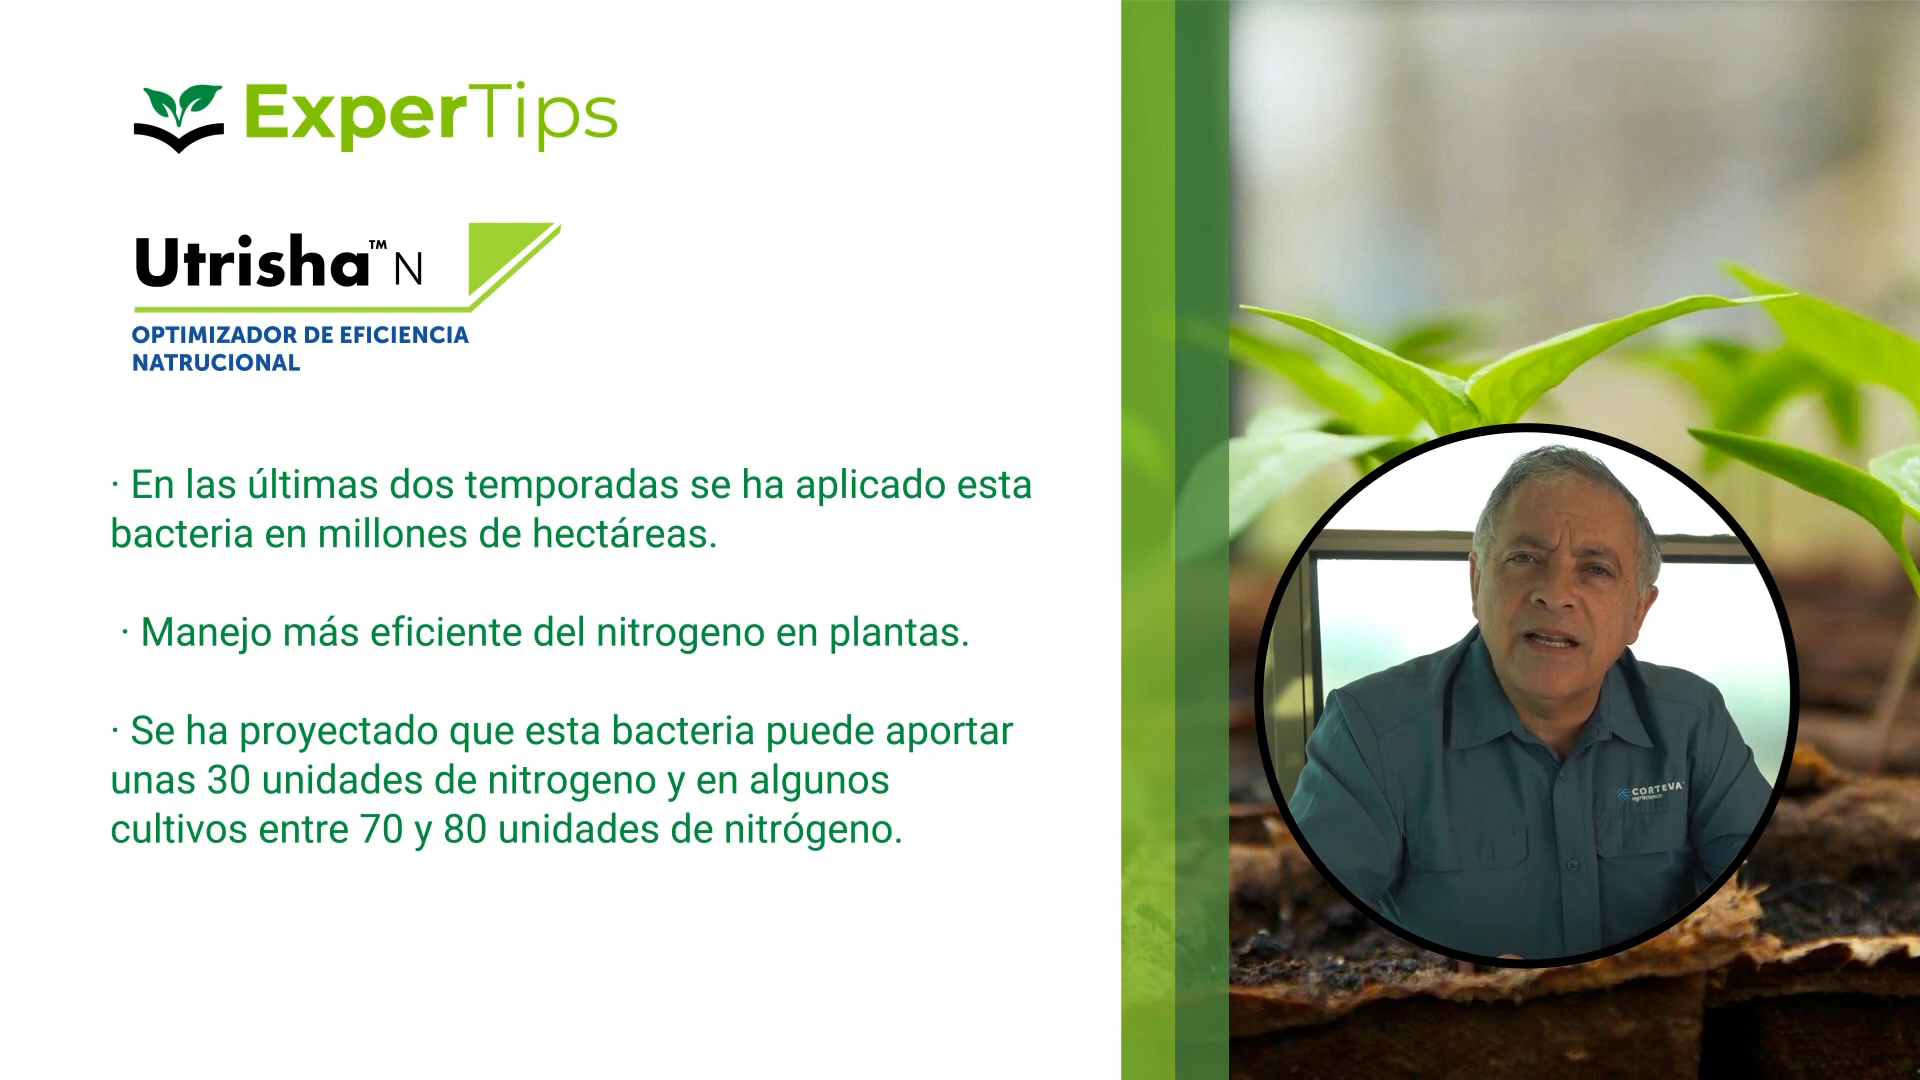 ExperTips
Utrisha™ N
OPTIMIZADOR DE EFICIENCIA
NATRUCIONAL
· En las últimas dos temporadas se ha aplicado esta
bacteria en millones de hectáreas.
· Manejo más eficiente del nitrogeno en plantas.
· Se ha proyectado que esta bacteria puede aportar
unas 30 unidades de nitrogeno y en algunos
cultivos entre 70 y 80 unidades de nitrógeno.
CORTEVA
agriscience